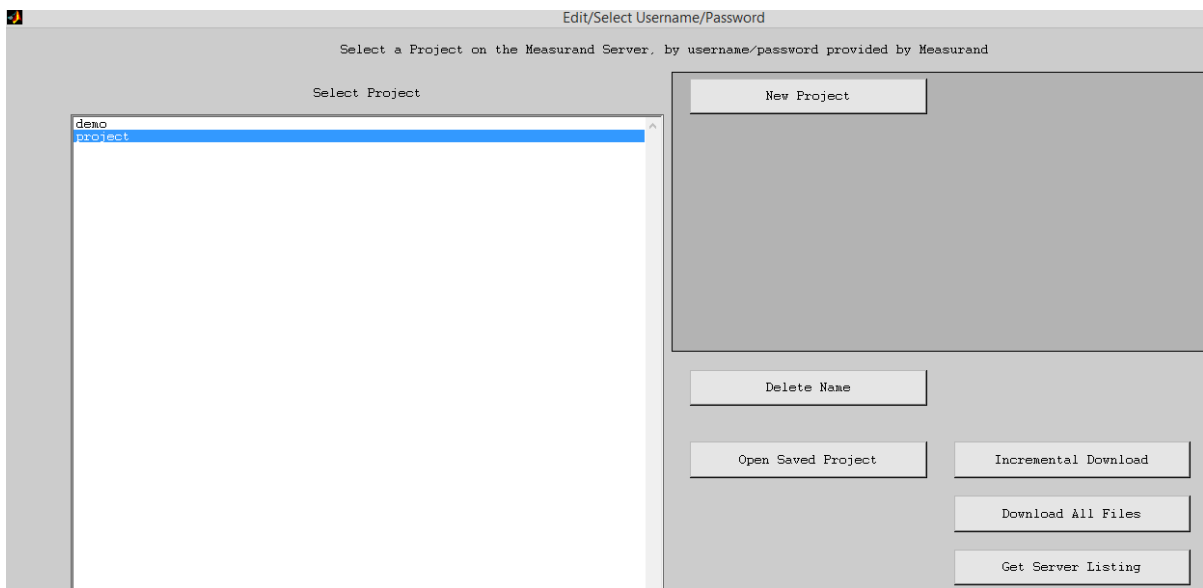 Edit/Select Username/Password
Select a Project on the Measurand Server, by username/password provided by Measurand
Select Project
demo
project
New Project
Delete Name
Open Saved Project
Incremental Download
Download All Files
Get Server Listing